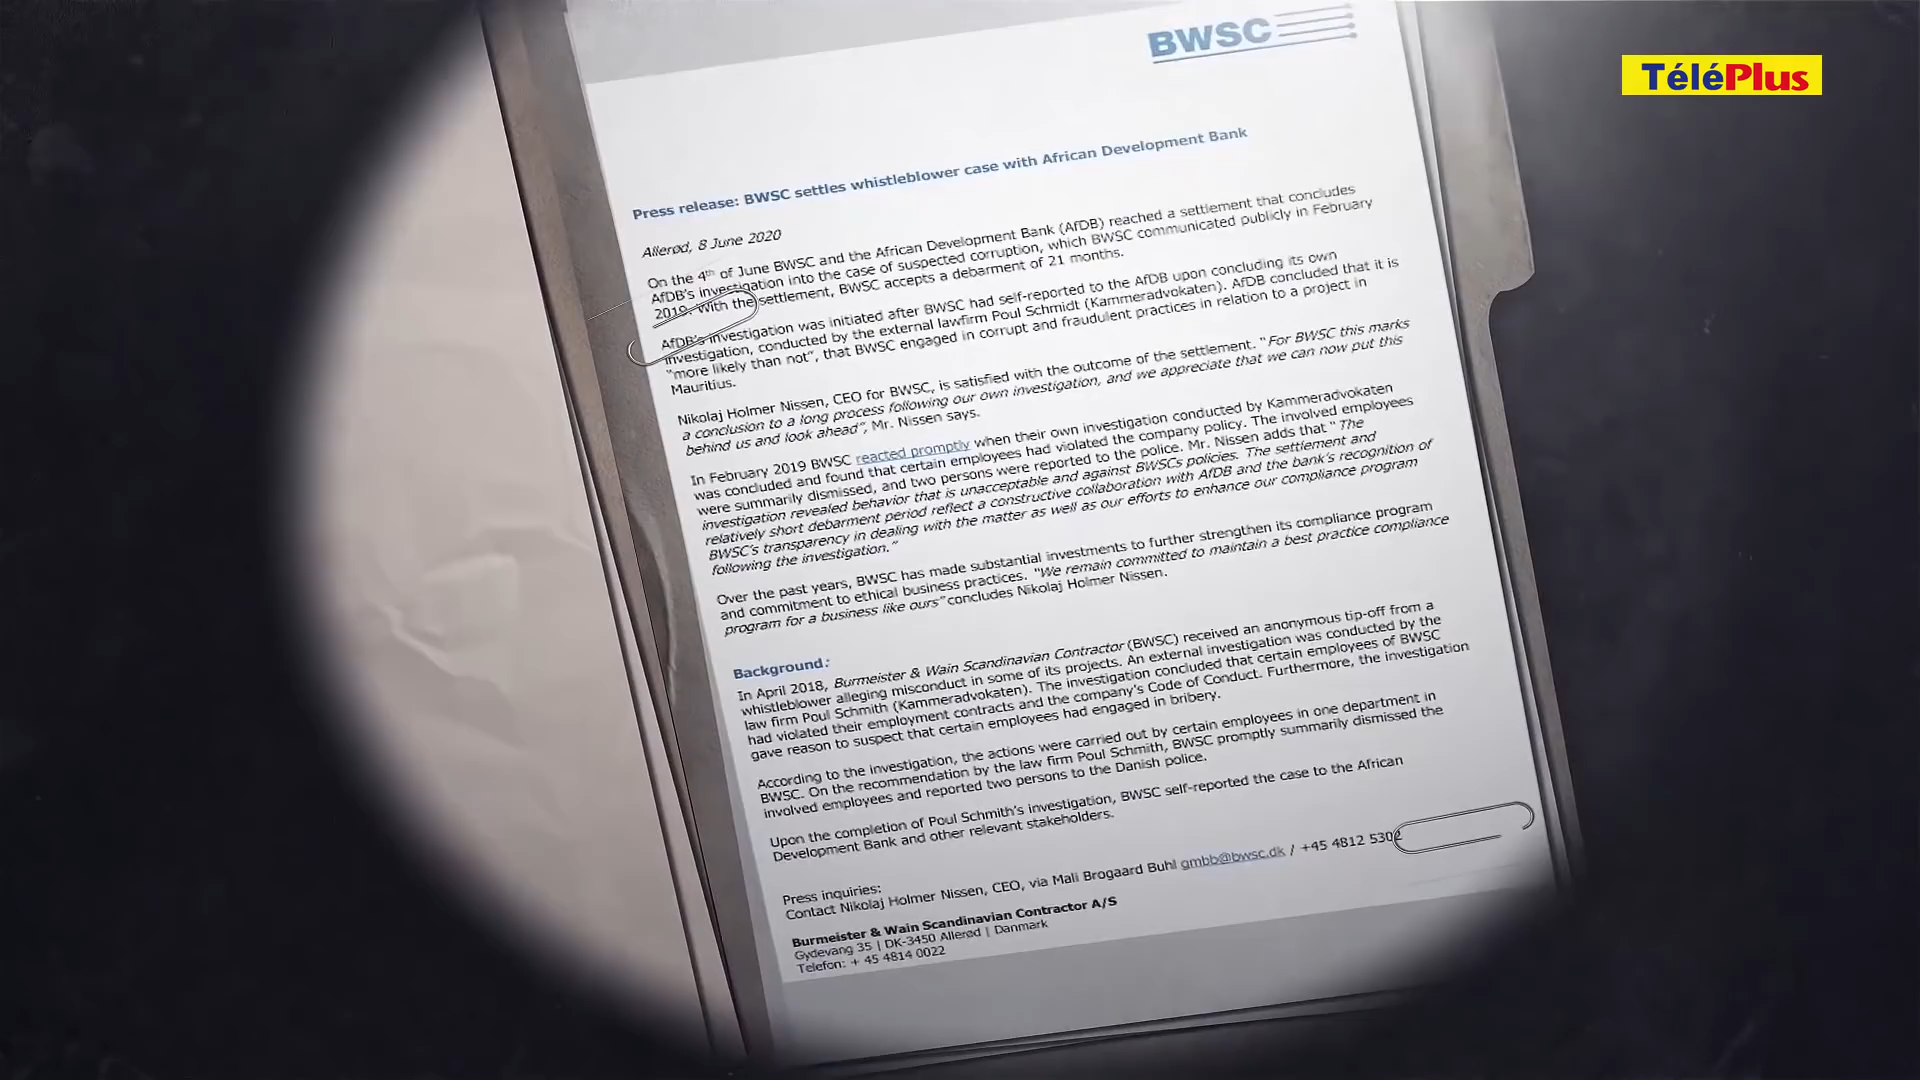 BWSC
TéléPlus
Press release: BWSC settles whistleblower case with African Development Bank
Allerød, 8 June 2020
On the 4th of June BWSC and the African Development Bank (AfDB) reached a settlement that concludes
AfDB's investigation into the case of suspected corruption, which BWSC communicated publicly in February
2019. With the settlement, BWSC accepts a debarment of 21 months.
AfDB's investigation was initiated after BWSC had self-reported to the AfDB upon concluding its own
investigation, conducted by the external lawfirm Poul Schmidt (Kammeradvokaten). AfDB concluded that it is
"more likely than not", that BWSC engaged in corrupt and fraudulent practices in relation to a project in
Mauritius.
Nikolaj Holmer Nissen, CEO for BWSC, is satisfied with the outcome of the settlement. "For BWSC this marks
a conclusion to a long process following our own investigation, and we appreciate that we can now put this
behind us and look ahead", Mr. Nissen says.
In February 2019 BWSC reacted promptly when their own investigation conducted by Kammeradvokaten
was concluded and found that certain employees had violated the company policy. The involved employees
were summarily dismissed, and two persons were reported to the police. Mr. Nissen adds that "The
investigation revealed behavior that is unacceptable and against BWSCs policies. The settlement and
relatively short debarment period reflect a constructive collaboration with AfDB and the bank's recognition of
BWSC's transparency in dealing with the matter as well as our efforts to enhance our compliance program
following the investigation."
Over the past years, BWSC has made substantial investments to further strengthen its compliance program
and commitment to ethical business practices. "We remain committed to maintain a best practice compliance
program for a business like ours" concludes Nikolaj Holmer Nissen.
Background:
In April 2018, Burmeister & Wain Scandinavian Contractor (BWSC) received an anonymous tip-off from a
whistleblower alleging misconduct in some of its projects. An external investigation was conducted by the
law firm Poul Schmith (Kammeradvokaten). The investigation concluded that certain employees of BWSC
had violated their employment contracts and the company's Code of Conduct. Furthermore, the investigation
gave reason to suspect that certain employees had engaged in bribery.
According to the investigation, the actions were carried out by certain employees in one department in
BWSC. On the recommendation by the law firm Poul Schmith, BWSC promptly summarily dismissed the
involved employees and reported two persons to the Danish police.
Upon the completion of Poul Schmith's investigation, BWSC self-reported the case to the African
Development Bank and other relevant stakeholders.
Press inquiries:
Contact Nikolaj Holmer Nissen, CEO, via Mali Brogaard Buhl gmbb@bwsc.dk / +45 4812 5302
Burmeister & Wain Scandinavian Contractor A/S
Gydevang 35 | DK-3450 Allerød | Danmark
Telefon: + 45 4814 0022